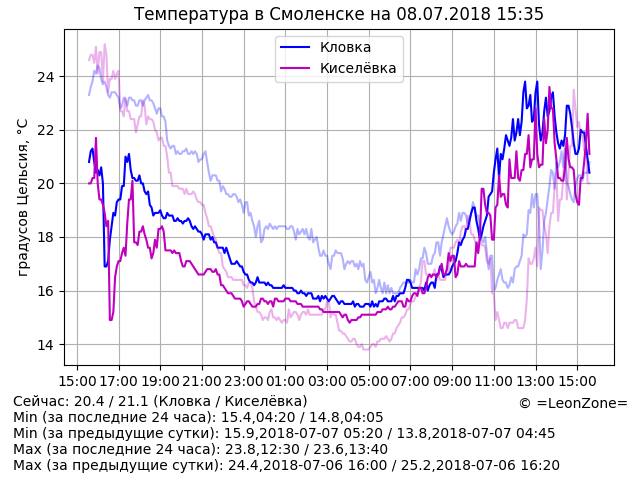 Температура в Смоленске на 08.07.2018 15:35
Кловка
Киселёвка
градусов Цельсия, °C
24
22
20
18
16
14
15:00 17:00 19:00 21:00 23:00 01:00 03:00 05:00 07:00 09:00 11:00 13:00 15:00
Сейчас: 20.4 / 21.1 (Кловка / Киселёвка)
© =LeonZone=
Min (за последние 24 часа): 15.4,04:20 / 14.8,04:05
Min (за предыдущие сутки): 15.9,2018-07-07 05:20 / 13.8,2018-07-07 04:45
Max (за последние 24 часа): 23.8,12:30 / 23.6,13:40
Max (за предыдущие сутки): 24.4,2018-07-06 16:00 / 25.2,2018-07-06 16:20